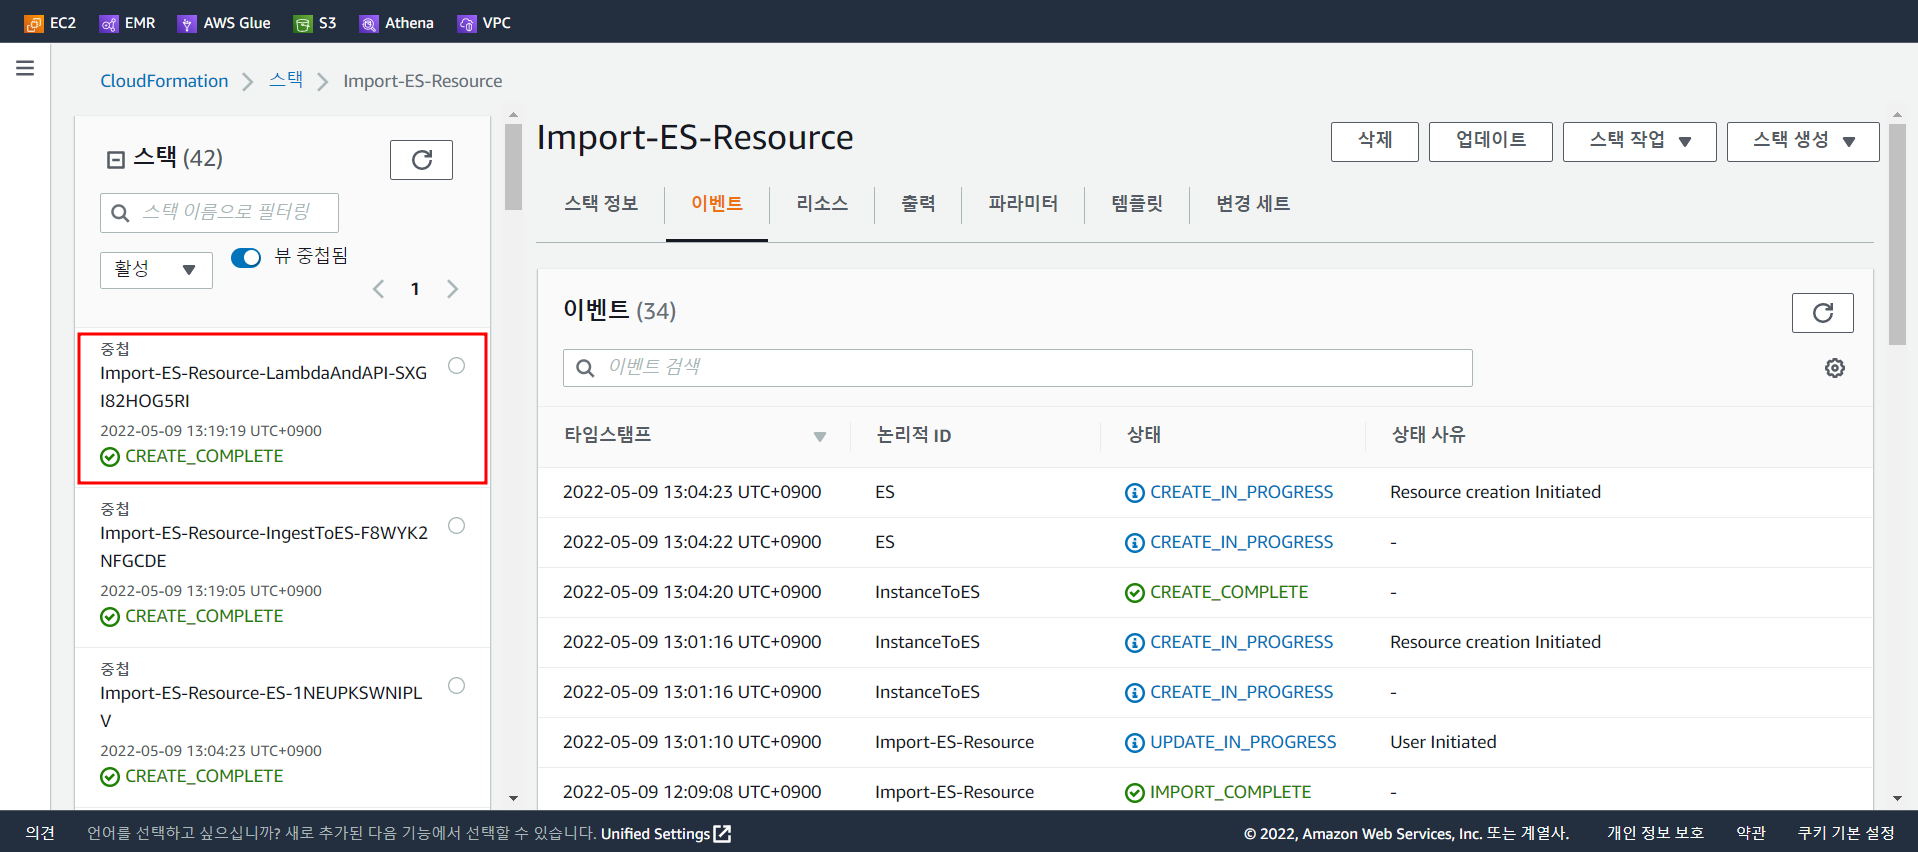 EC2 EMR AWS Glue S3 Athena VPC
CloudFormation 스택 Import-ES-Resource
스택 (42)
스택 이름으로 필터링
활성
뷰 중첩됨
1
중첩
Import-ES-Resource-LambdaAndAPI-SXG
I82HOG5RI
2022-05-09 13:19:19 UTC+0900
CREATE_COMPLETE
중첩
Import-ES-Resource-IngestToES-F8WYK2
NFGCDE
2022-05-09 13:19:05 UTC+0900
CREATE_COMPLETE
중첩
Import-ES-Resource-ES-1NEUPKSWNIPL
V
2022-05-09 13:04:23 UTC+0900
CREATE_COMPLETE
Import-ES-Resource
삭제 업데이트 스택 작업 스택 생성
스택 정보 이벤트 리소스 출력 파라미터 템플릿 변경 세트
이벤트 (34)
이벤트 검색
타임스탬프 논리적 ID 상태 상태 사유
2022-05-09 13:04:23 UTC+0900 ES CREATE_IN_PROGRESS Resource creation Initiated
2022-05-09 13:04:22 UTC+0900 ES CREATE_IN_PROGRESS -
2022-05-09 13:04:20 UTC+0900 InstanceToES CREATE_COMPLETE -
2022-05-09 13:01:16 UTC+0900 InstanceToES CREATE_IN_PROGRESS Resource creation Initiated
2022-05-09 13:01:16 UTC+0900 InstanceToES CREATE_IN_PROGRESS -
2022-05-09 13:01:10 UTC+0900 Import-ES-Resource UPDATE_IN_PROGRESS User Initiated
2022-05-09 12:09:08 UTC+0900 Import-ES-Resource IMPORT_COMPLETE -
의견 언어를 선택하고 싶으십니까? 새로 추가된 다음 기능에서 선택할 수 있습니다. Unified Settings © 2022, Amazon Web Services, Inc. 또는 계열사. 개인 정보 보호 약관 쿠키 기본 설정